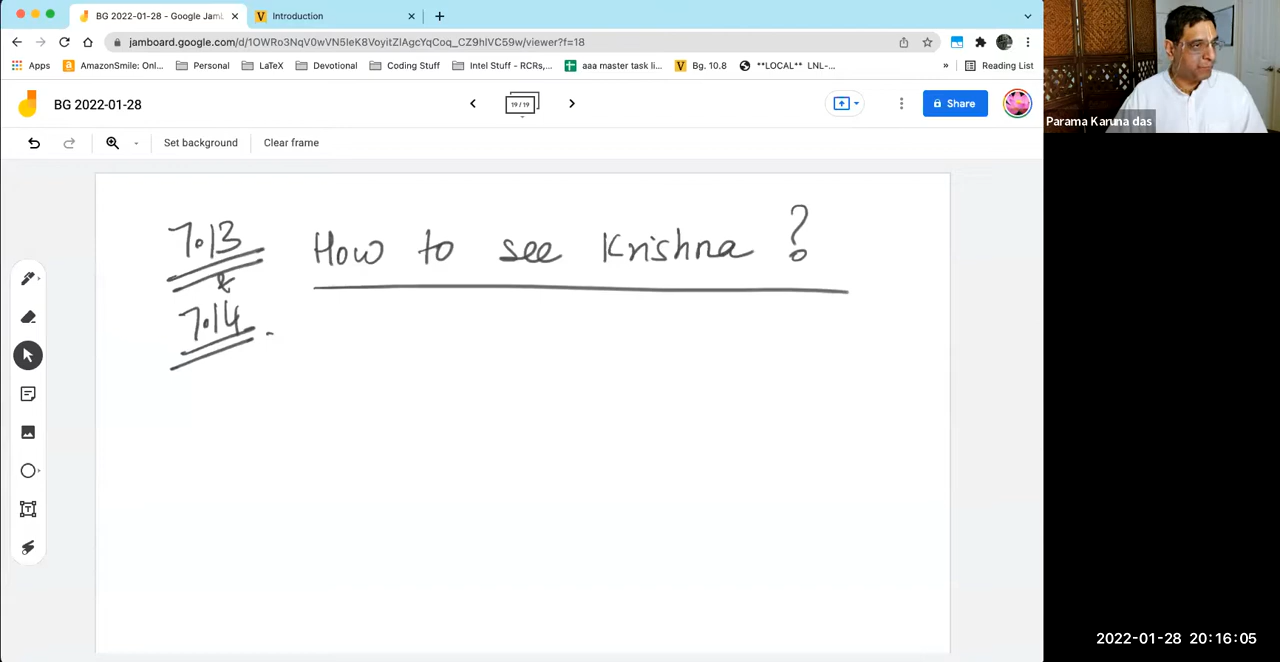 BG 2022-01-28 - Google Jaml
Introduction
jamboard.google.com/d/1OWRo3NqV0wVN5IeK8VoyitZlAgcYqCoq_CZ9hlVC59w/viewer?f=18
Apps AmazonSmile: Onl... Personal LaTeX Devotional Coding Stuff Intel Stuff - RCRs,... aaa master task li... Bg. 10.8 **LOCAL** LNL-... » Reading List
BG 2022-01-28
19 / 19
Share
Set background
Clear frame
Parama Karuna das
7.13 How to see Krishna ?
&
7.14 .
2022-01-28 20:16:05